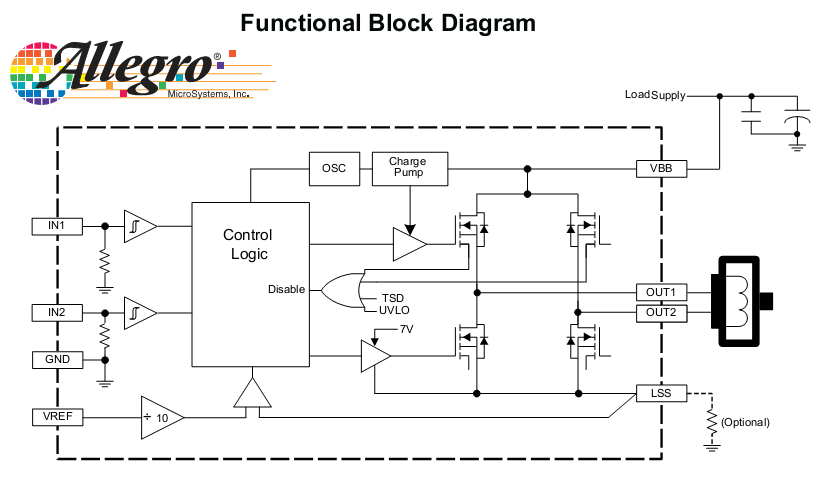 Functional Block Diagram
Allegro®
MicroSystems, Inc.
Load Supply
OSC
Charge
Pump
VBB
IN1
Control
Logic
Disable
TSD
UVLO
OUT1
OUT2
IN2
7V
GND
LSS
VREF
÷ 10
(Optional)